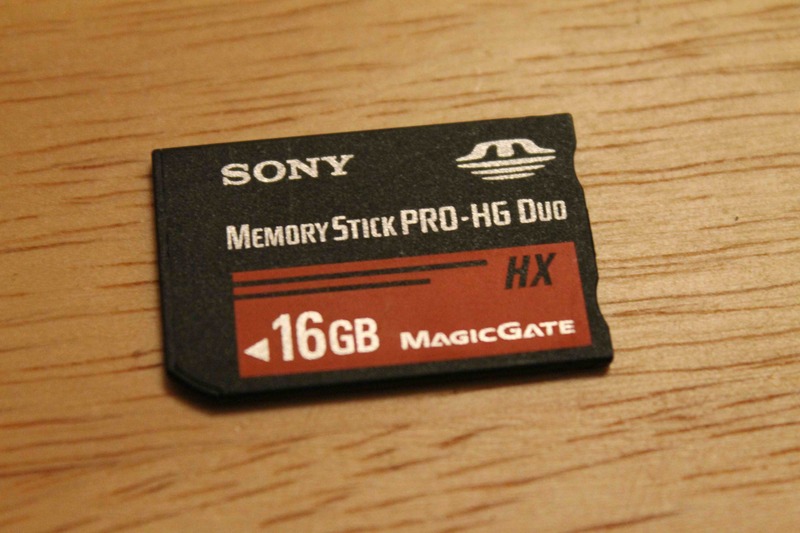 SONY
MEMORY STICK PRO-HG DUO
HX
16GB MAGICGATE